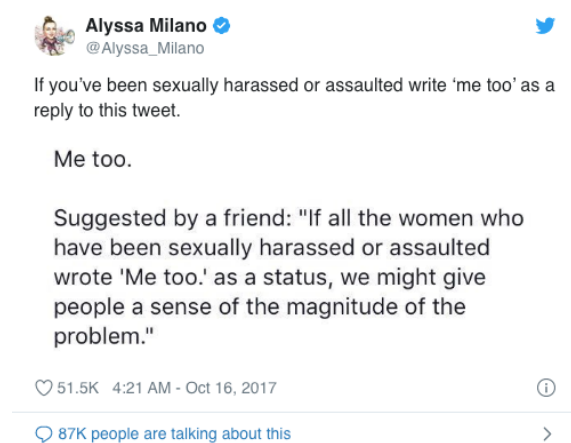 Alyssa Milano
@Alyssa_Milano
If you've been sexually harassed or assaulted write ‘me too’ as a
reply to this tweet.
Me too.
Suggested by a friend: "If all the women who
have been sexually harassed or assaulted
wrote 'Me too.' as a status, we might give
people a sense of the magnitude of the
problem."
51.5K 4:21 AM - Oct 16, 2017
87K people are talking about this